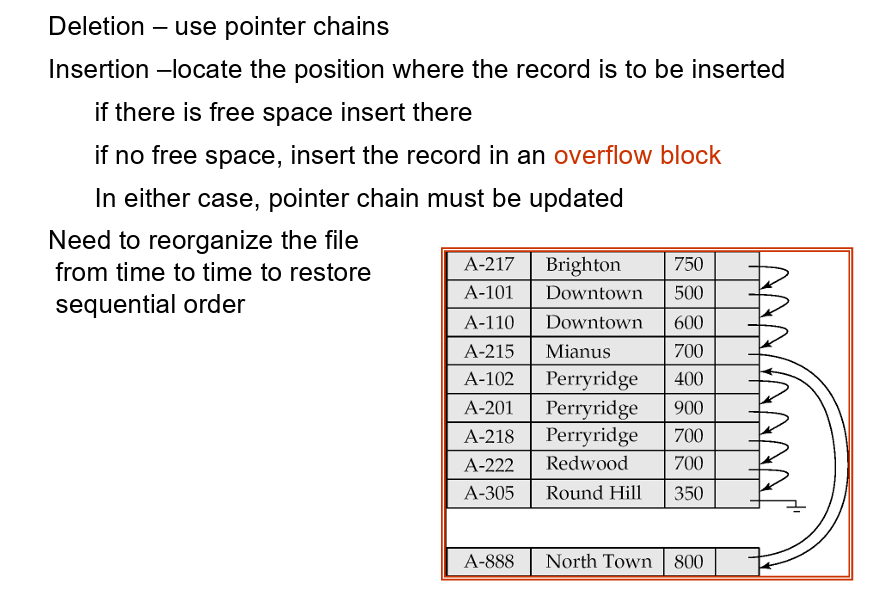 Deletion – use pointer chains
Insertion –locate the position where the record is to be inserted
if there is free space insert there
if no free space, insert the record in an overflow block
In either case, pointer chain must be updated
Need to reorganize the file
from time to time to restore
sequential order
A-217 Brighton 750
A-101 Downtown 500
A-110 Downtown 600
A-215 Mianus 700
A-102 Perryridge 400
A-201 Perryridge 900
A-218 Perryridge 700
A-222 Redwood 700
A-305 Round Hill 350
A-888 North Town 800